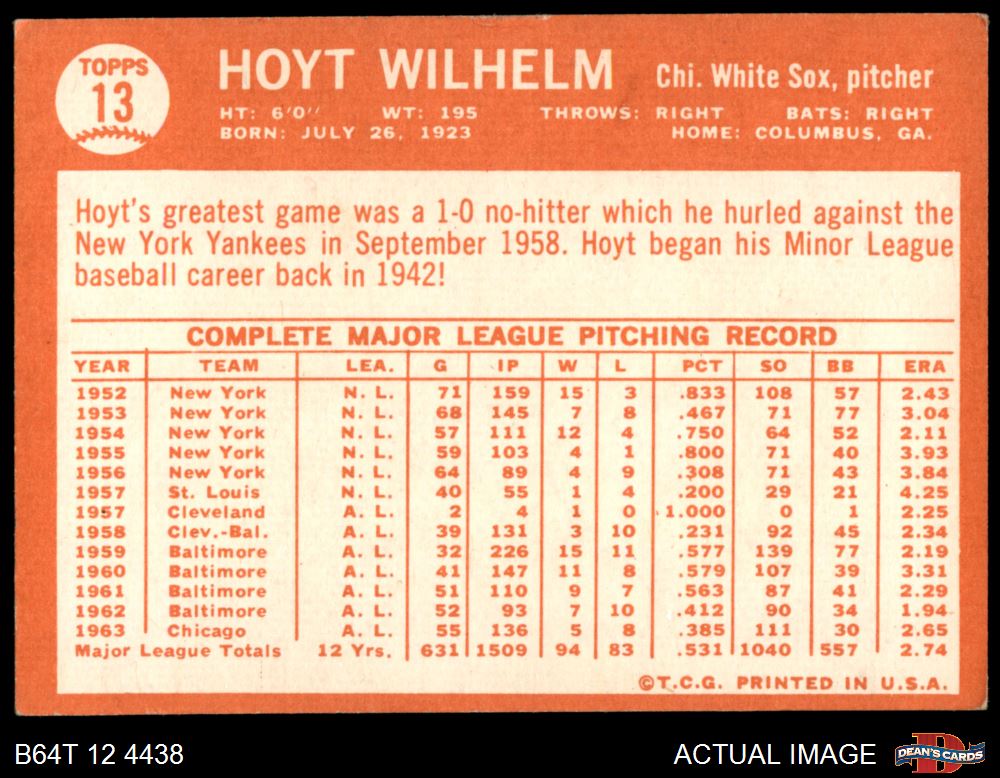 TOPPS
13
HOYT WILHELM Chi. White Sox, pitcher
HT: 6'0'' WT: 195 THROWS: RIGHT BATS: RIGHT
BORN: JULY 26, 1923 HOME: COLUMBUS, GA.
Hoyt's greatest game was a 1-0 no-hitter which he hurled against the
New York Yankees in September 1958. Hoyt began his Minor League
baseball career back in 1942!
COMPLETE MAJOR LEAGUE PITCHING RECORD
YEAR TEAM LEA. G IP W L PCT SO BB ERA
1952 New York N. L. 71 159 15 3 .833 108 57 2.43
1953 New York N. L. 68 145 7 8 .467 71 77 3.04
1954 New York N. L. 57 111 12 4 .750 64 52 2.11
1955 New York N. L. 59 103 4 1 .800 71 40 3.93
1956 New York N. L. 64 89 4 9 .308 71 43 3.84
1957 St. Louis N. L. 40 55 1 4 .200 29 21 4.25
1957 Cleveland A. L. 2 4 1 0 1.000 0 1 2.25
1958 Clev.-Bal. A. L. 39 131 3 10 .231 92 45 2.34
1959 Baltimore A. L. 32 226 15 11 .577 139 77 2.19
1960 Baltimore A. L. 41 147 11 8 .579 107 39 3.31
1961 Baltimore A. L. 51 110 9 7 .563 87 41 2.29
1962 Baltimore A. L. 52 93 7 10 .412 90 34 1.94
1963 Chicago A. L. 55 136 5 8 .385 111 30 2.65
Major League Totals 12 Yrs. 631 1509 94 83 .531 1040 557 2.74
©T.C.G. PRINTED IN U.S.A.
B64T 12 4438 ACTUAL IMAGE DEAN'S CARDS